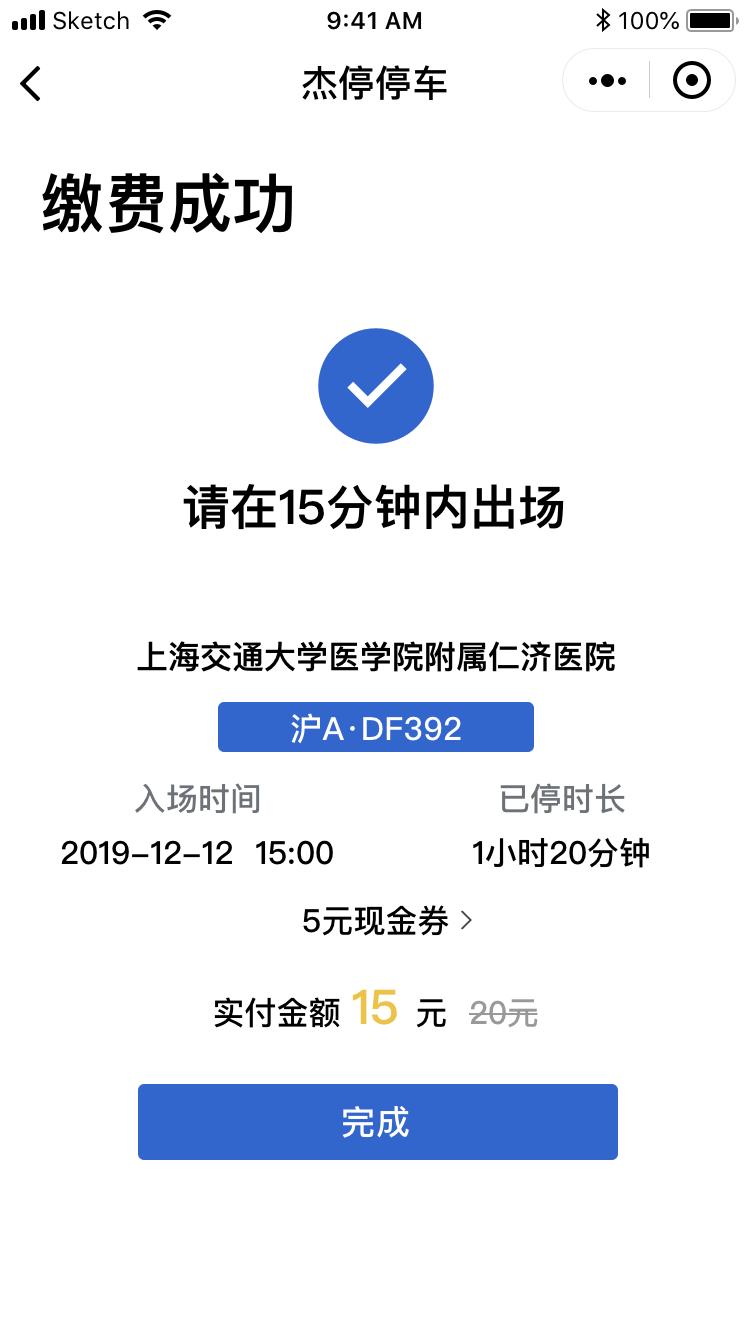 Sketch 9:41 AM 100%
杰停停车
缴费成功
请在15分钟内出场
上海交通大学医学院附属仁济医院
沪A·DF392
入场时间 已停时长
2019–12–12 15:00 1小时20分钟
5元现金券
实付金额 15 元 20元
完成